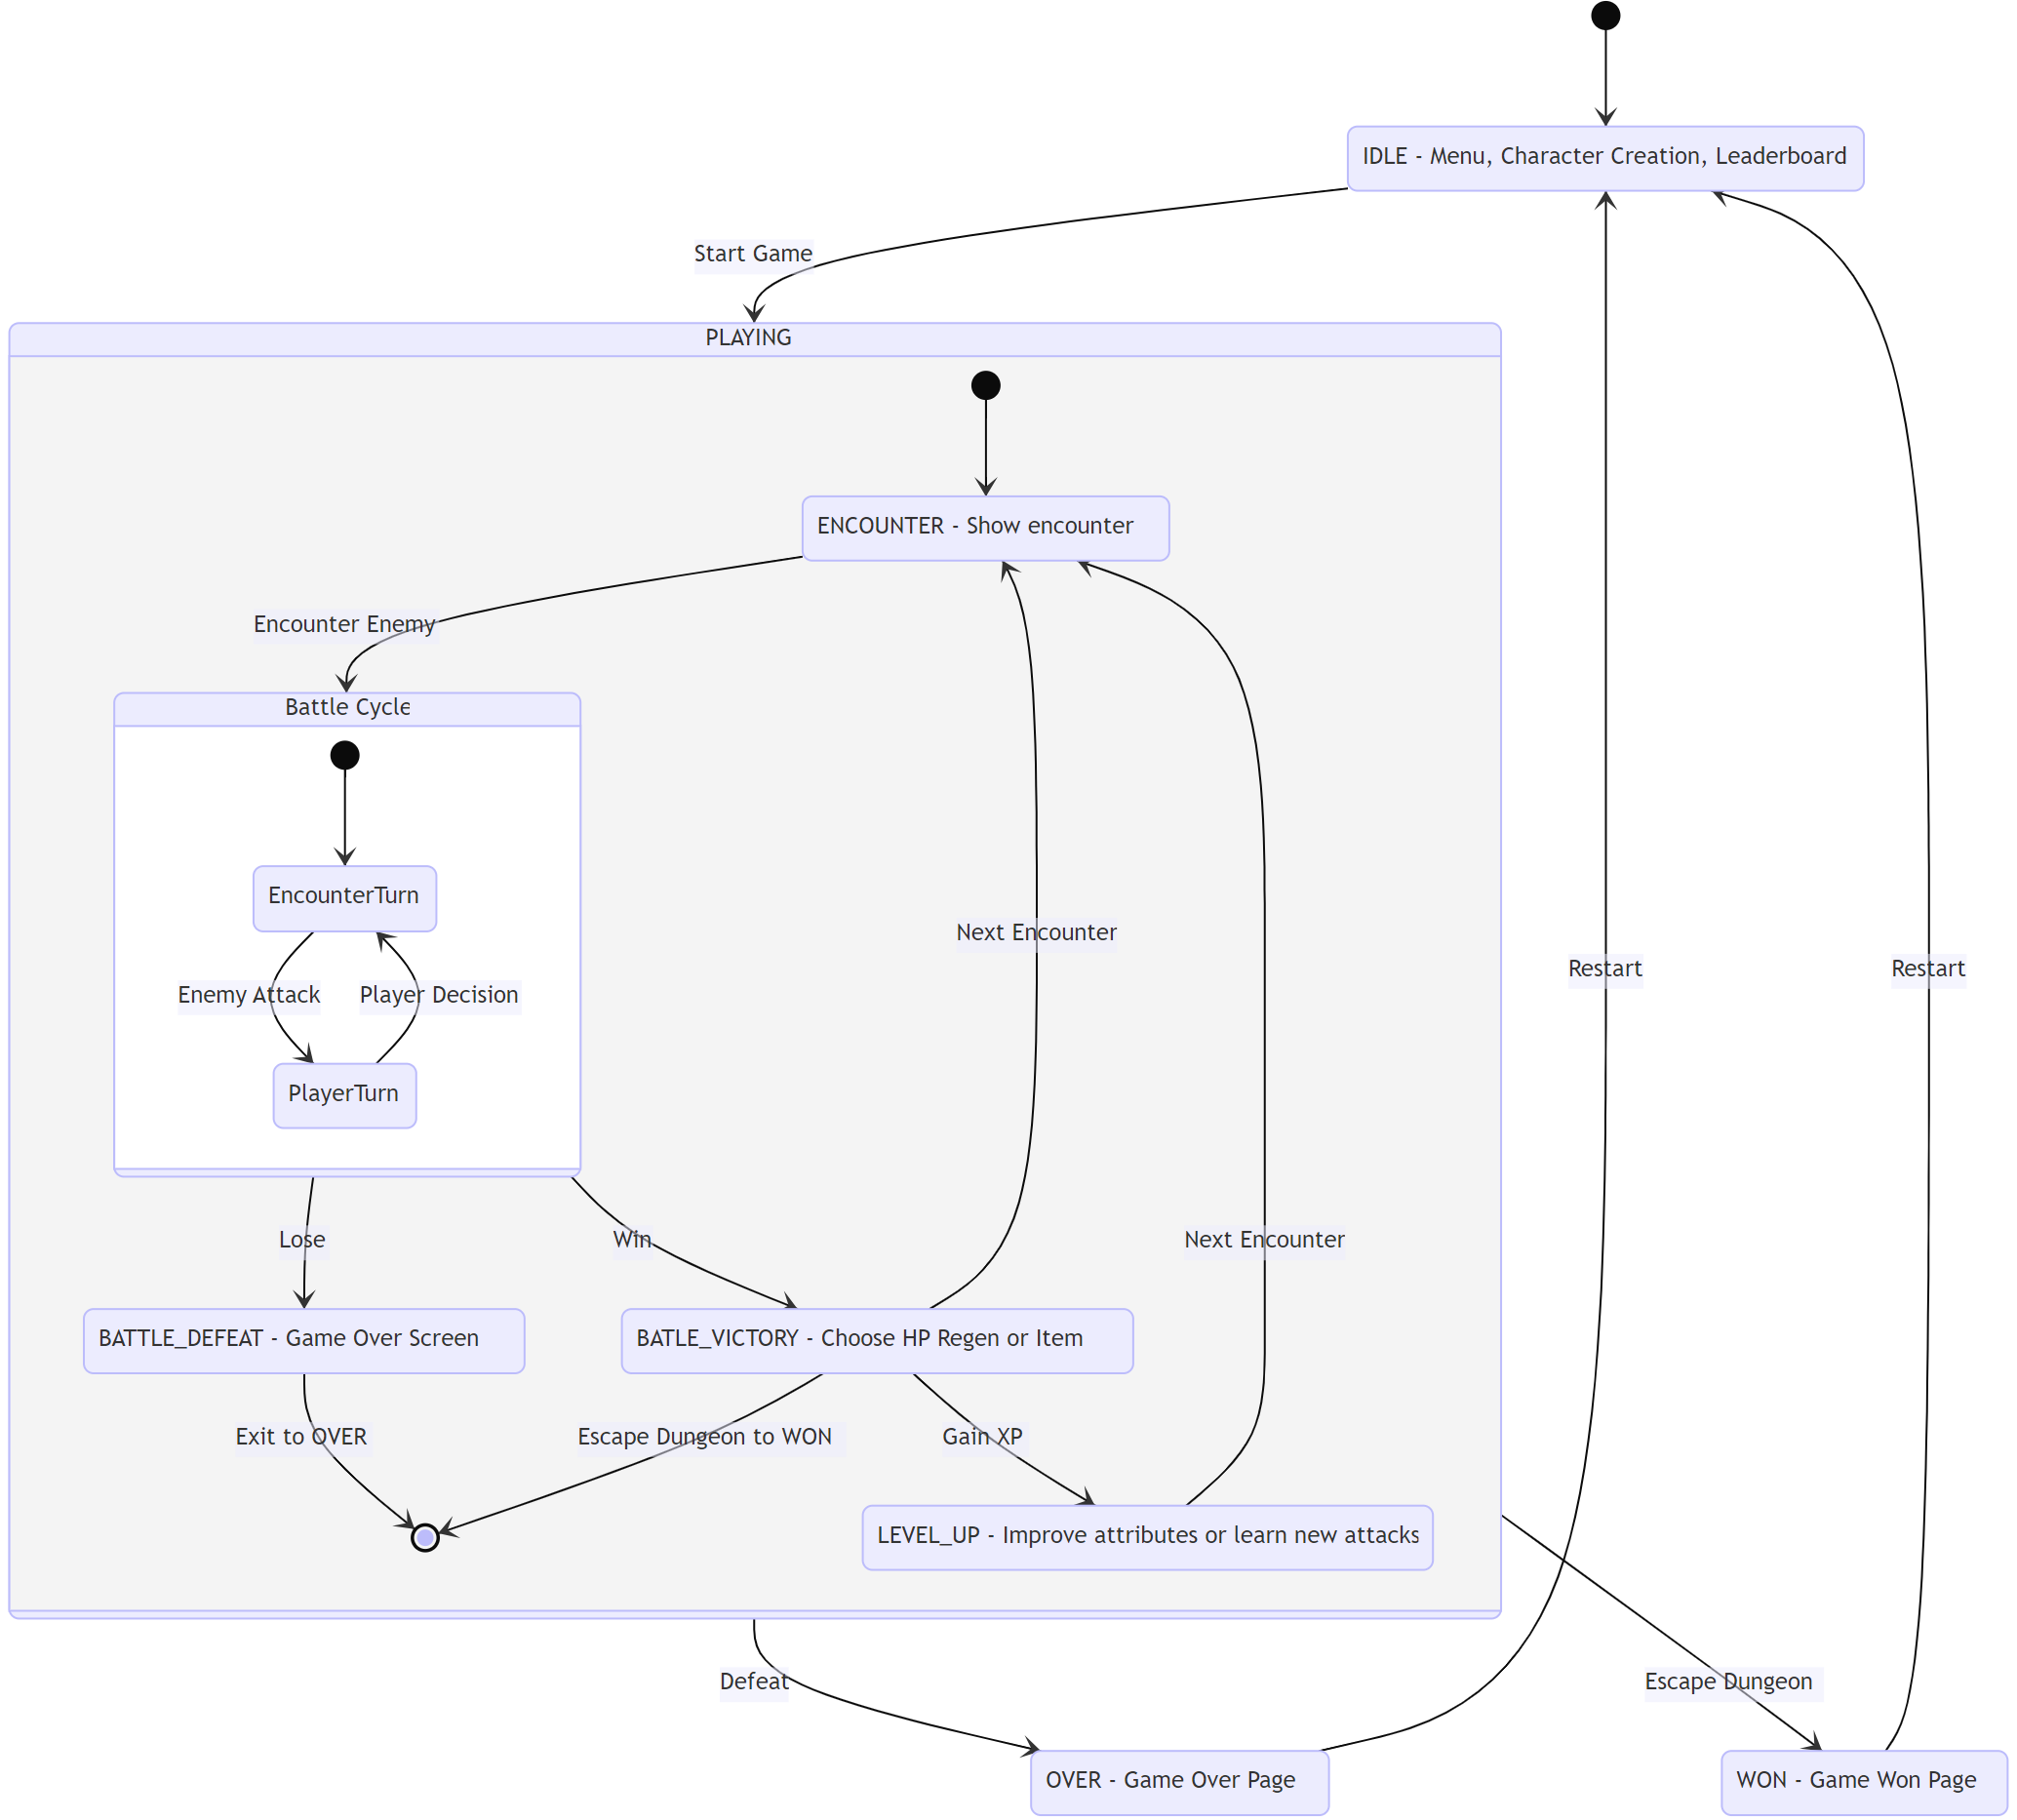 IDLE - Menu, Character Creation, Leaderboard
Start Game
PLAYING
ENCOUNTER - Show encounter
Encounter Enemy
Battle Cycle
EncounterTurn
Next Encounter
Restart
Restart
Enemy Attack
Player Decision
PlayerTurn
Lose
Win
Next Encounter
BATTLE_DEFEAT - Game Over Screen
BATLE_VICTORY - Choose HP Regen or Item
Exit to OVER
Escape Dungeon to WON
Gain XP
LEVEL_UP - Improve attributes or learn new attacks
Defeat
Escape Dungeon
OVER - Game Over Page
WON - Game Won Page